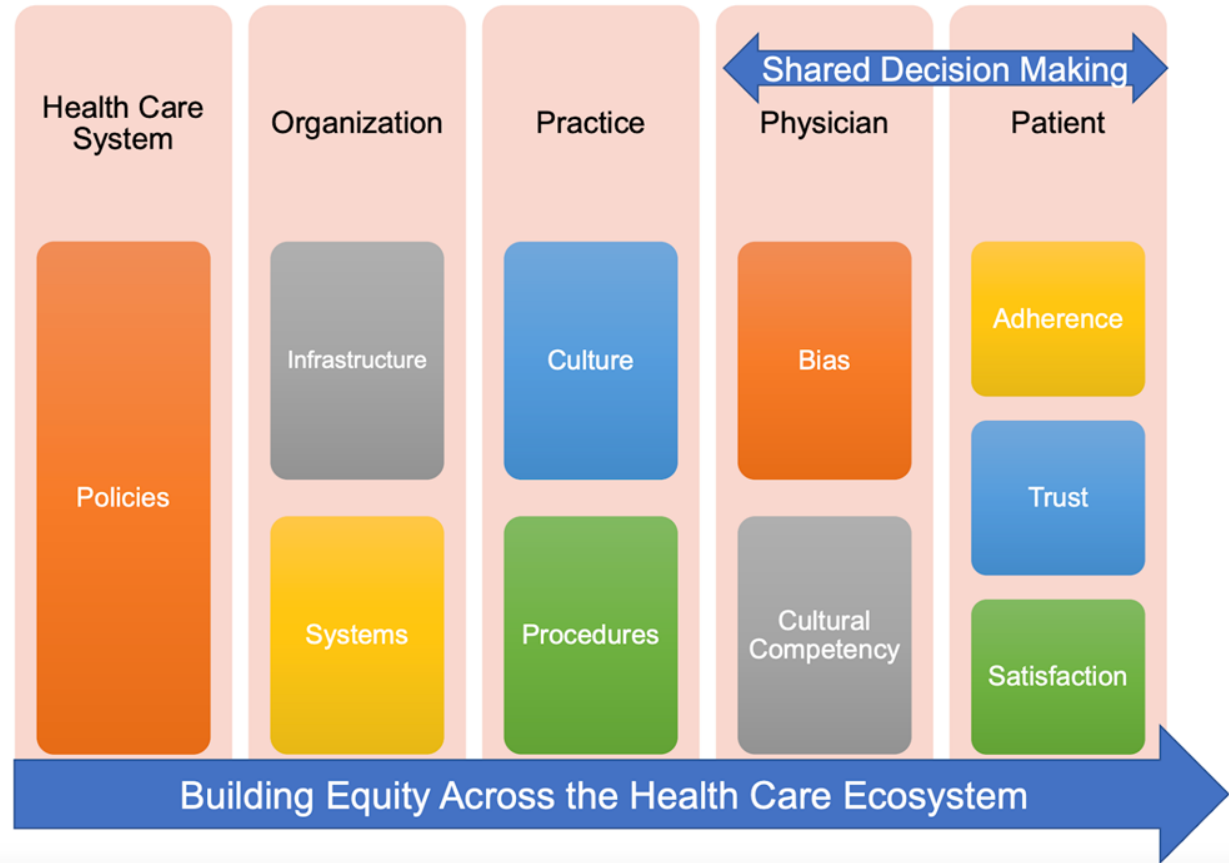 Shared Decision Making
Health Care
System
Organization
Practice
Physician
Patient
Policies
Infrastructure
Systems
Culture
Procedures
Bias
Cultural
Competency
Adherence
Trust
Satisfaction
Building Equity Across the Health Care Ecosystem